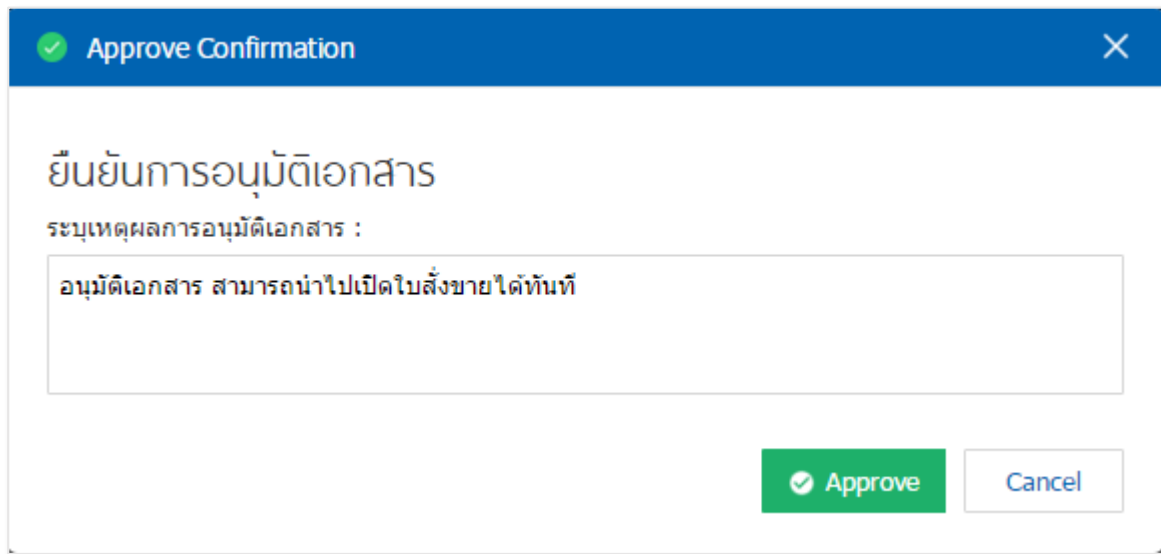 Approve Confirmation
ยืนยันการอนุมัติเอกสาร
ระบุเหตุผลการอนุมัติเอกสาร :
อนุมัติเอกสาร สามารถนำไปเปิดใบสั่งขายได้ทันที
Approve
Cancel